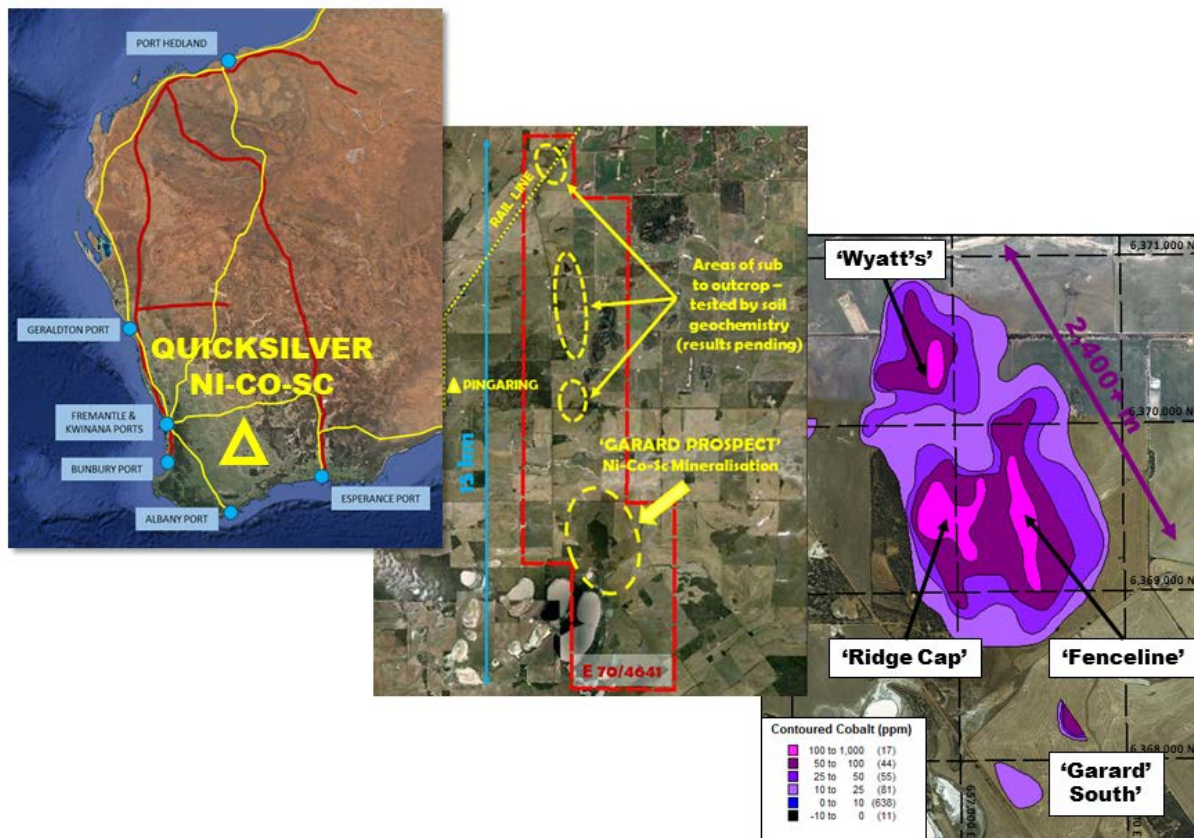 PORT HEDLAND
GERALDTON PORT
QUICKSILVER
NI-CO-SC
FREMANTLE &
KWINANA PORTS
BUNBURY PORT
ALBANY PORT
ESPERANCE PORT
RAIL LINE
Areas of sub
to outcrop –
tested by soil
geochemistry
(results pending)
PINGARING
15 km
'GARARD PROSPECT'
Ni-Co-Sc Mineralisation
E 70/4641
6,371,000 N
'Wyatt's'
2,400+ m
6,370,000 N
6,369,000 N
'Ridge Cap'
'Fenceline'
6,368,000 N
'Garard'
South'
Contoured Cobalt (ppm)
100 to 1,000 (17)
50 to 100 (44)
25 to 50 (55)
10 to 25 (81)
0 to 10 (638)
-10 to 0 (11)